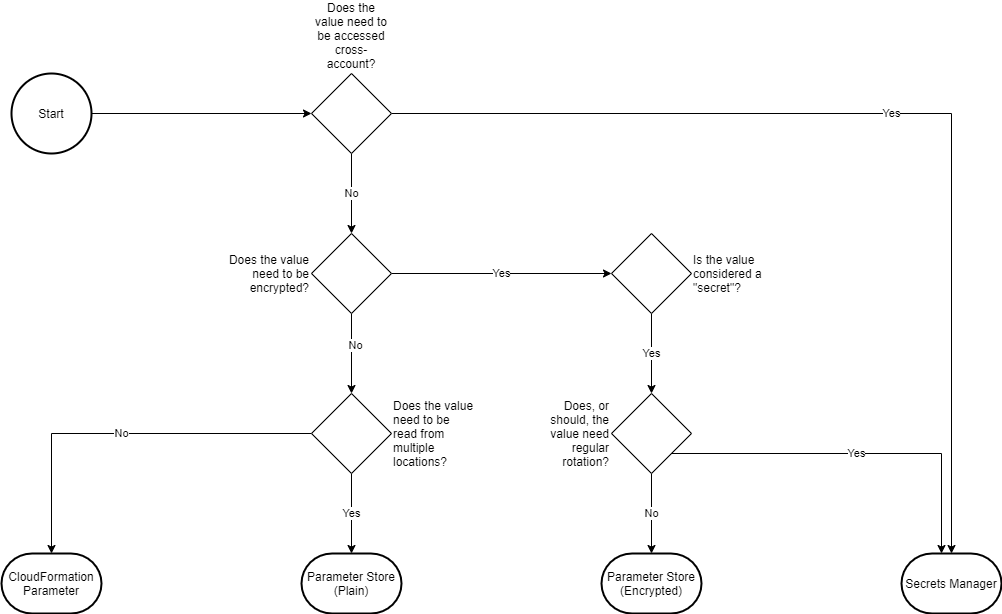 Does the
value need to
be accessed
cross-
account?
Start
Yes
No
Does the value
need to be
encrypted?
Yes
Is the value
considered a
"secret"?
No
Yes
Does the value
need to be
read from
multiple
locations?
Does, or
should, the
value need
regular
rotation?
No
Yes
Yes
No
CloudFormation
Parameter
Parameter Store
(Plain)
Parameter Store
(Encrypted)
Secrets Manager